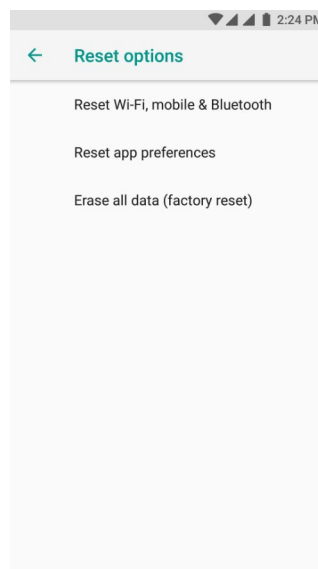 2:24 PM
Reset options
Reset Wi-Fi, mobile & Bluetooth
Reset app preferences
Erase all data (factory reset)